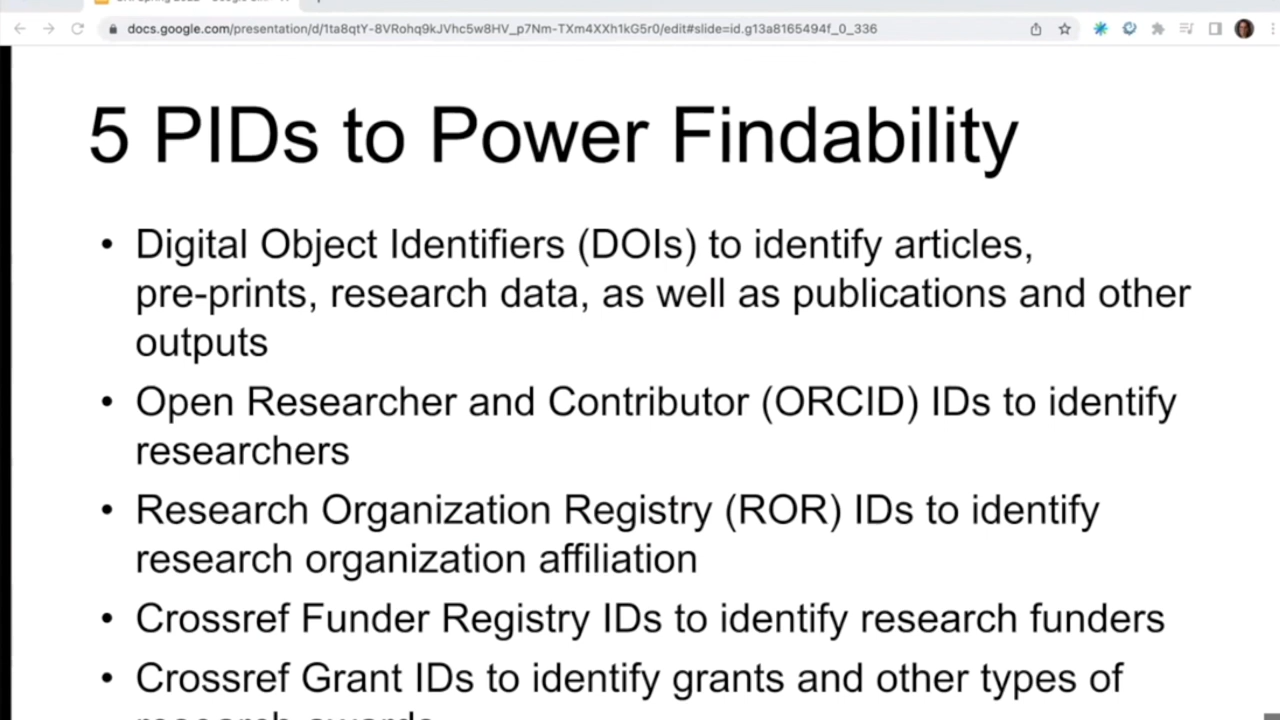 docs.google.com/presentation/d/1ta8qtY-8VRohq9kJVhc5w8HV_p7Nm-TXm4XXh1kG5r0/edit#slide=id.g13a8165494f_0_336
5 PIDs to Power Findability
• Digital Object Identifiers (DOIs) to identify articles,
pre-prints, research data, as well as publications and other
outputs
• Open Researcher and Contributor (ORCID) IDs to identify
researchers
• Research Organization Registry (ROR) IDs to identify
research organization affiliation
• Crossref Funder Registry IDs to identify research funders
• Crossref Grant IDs to identify grants and other types of
research awards